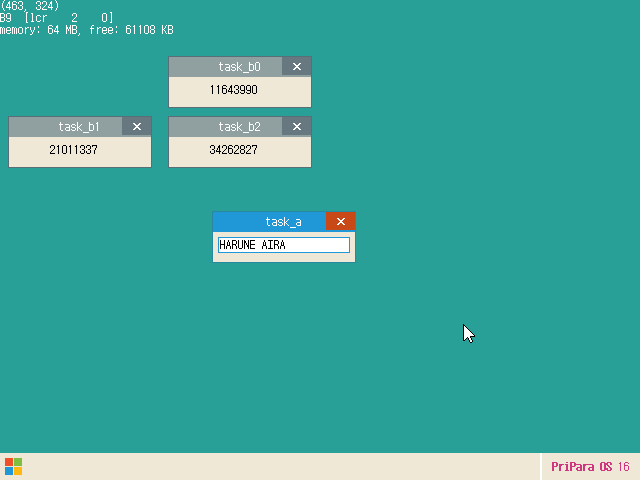 (463, 324)
B9 [lcr 2 0]
memory: 64 MB, free: 61108 KB
task_b0
11643990
task_b1
21011337
task_b2
34262827
task_a
HARUNE AIRA
PriPara OS 16